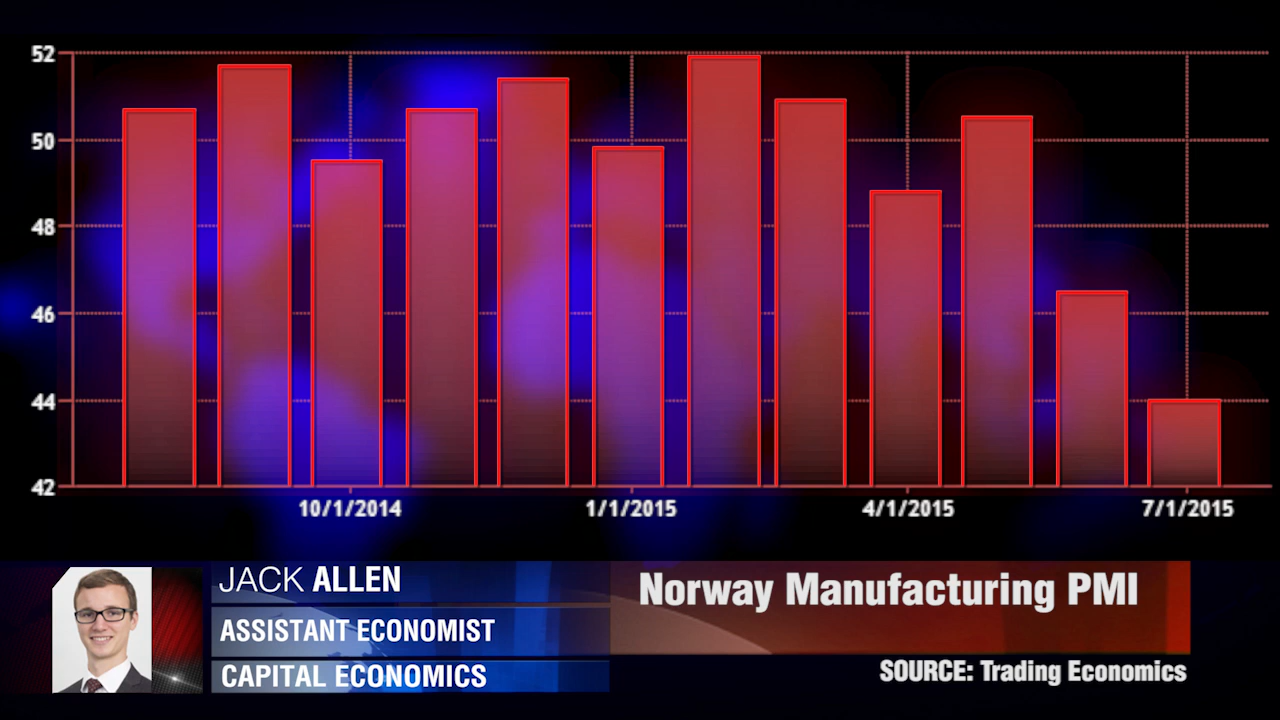 52
50
48
46
44
42
10/1/2014 1/1/2015 4/1/2015 7/1/2015
JACK ALLEN
ASSISTANT ECONOMIST
CAPITAL ECONOMICS
Norway Manufacturing PMI
SOURCE: Trading Economics